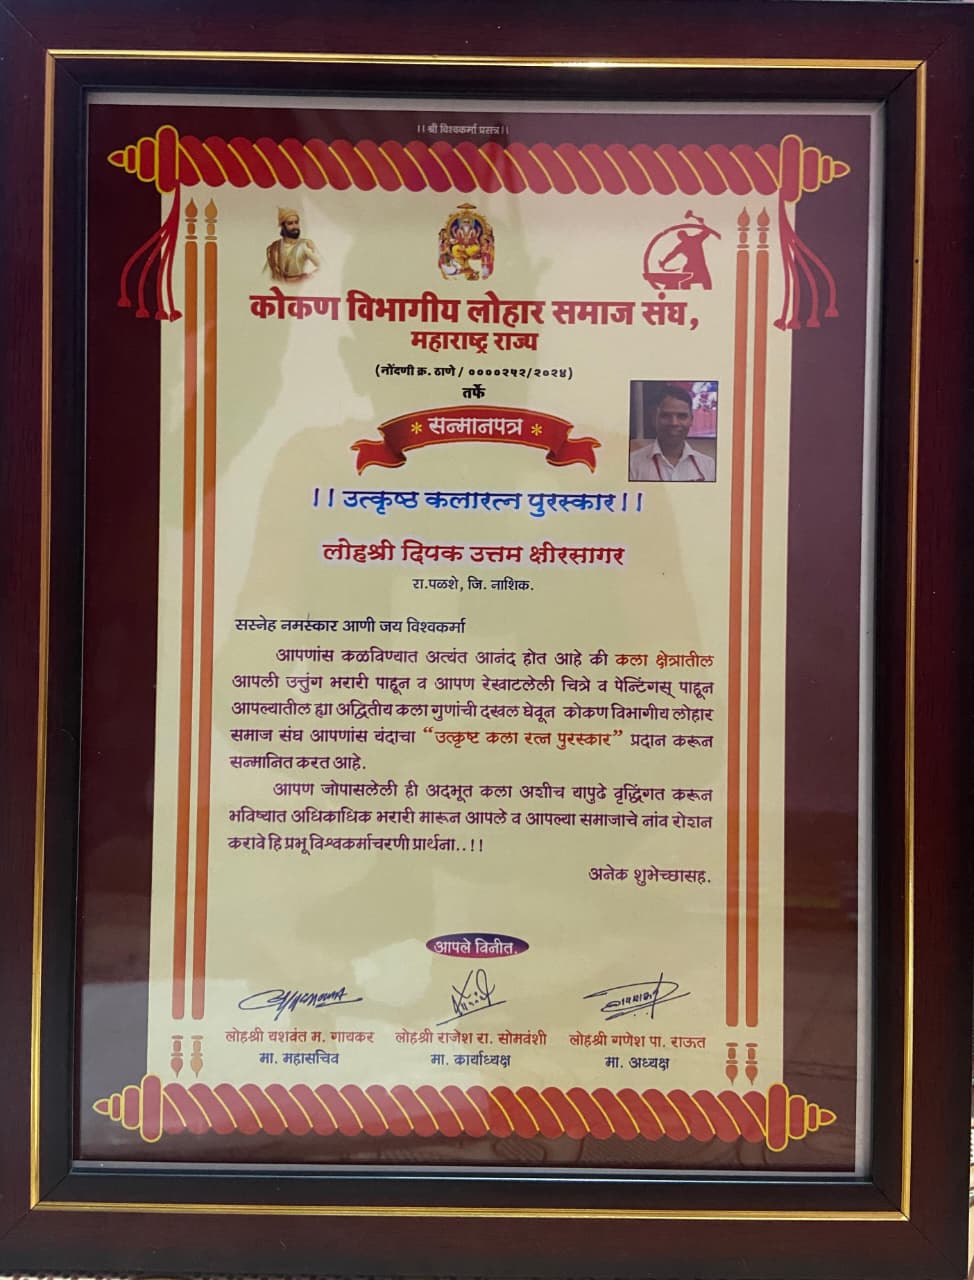 ।। श्री विश्वकर्मा प्रसन्न।।
कोकण विभागीय लोहार समाज संघ,
महाराष्ट्र राज्य
(नोंदणी क्र. ठाणे / ००००२५२/२०२४)
तर्फे
* सन्मानपत्र *
।। उत्कृष्ठ कलारत्न पुरस्कार।।
लोहश्री दिपक उत्तम क्षीरसागर
रा.पळशे, जि. नाशिक.
सस्नेह नमस्कार आणी जय विश्वकर्मा
आपणांस कळविण्यात अत्यंत आनंद होत आहे की कला क्षेत्रातील
आपली उत्तुंग भरारी पाहून व आपण रेखाटलेली चित्रे व पेन्टिंगस् पाहून
आपल्यातील ह्या अद्वितीय कला गुणांची दखल घेवून कोकण विभागीय लोहार
समाज संघ आपणांस यंदाचा “उत्कृष्ट कला रत्न पुरस्कार” प्रदान करून
सन्मानित करत आहे.
आपण जोपासलेली ही अदभूत कला अशीच यापुढे वृद्धिंगत करून
भविष्यात अधिकाधिक भरारी मारून आपले व आपल्या समाजाचे नांव रोशन
करावे हि प्रभू विश्वकर्माचरणी प्रार्थना..!!
अनेक शुभेच्छासह.
आपले विनीत.
लोहश्री यशवंत म. गायकर लोहश्री राजेश रा. सोमवंशी लोहश्री गणेश पा. राऊत
मा. महासचिव मा. कार्याध्यक्ष मा. अध्यक्ष